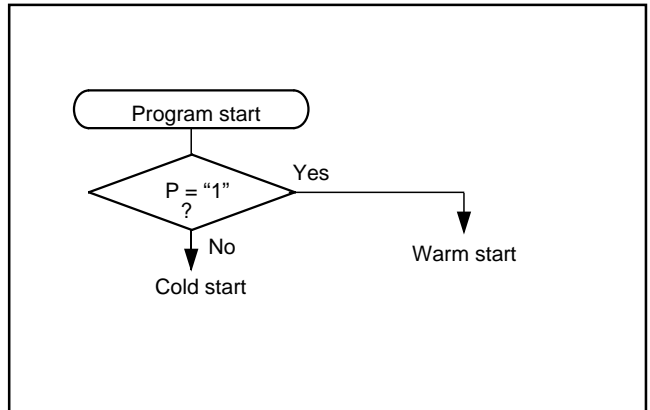 Program start
P = “1”
?
Yes
No
Warm start
Cold start